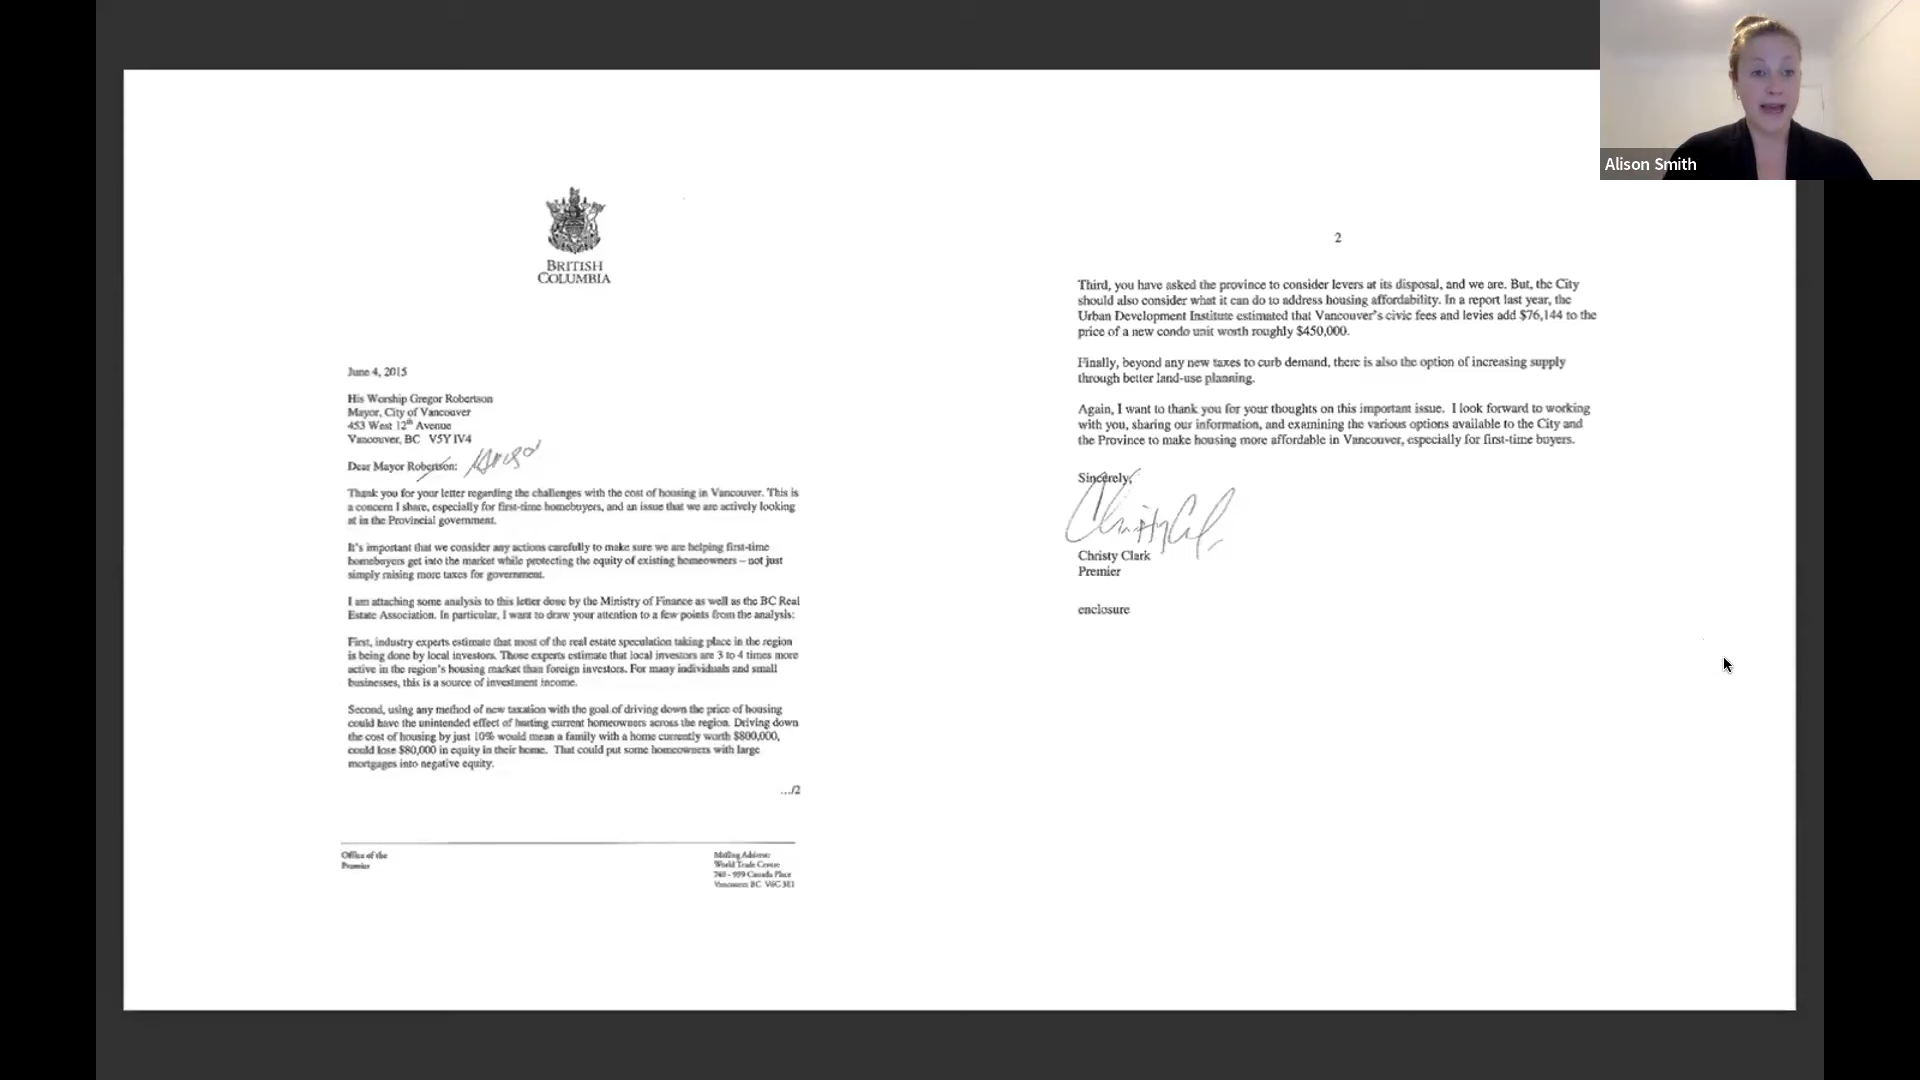 Alison Smith
BRITISH
COLUMBIA
June 4, 2015
His Worship Gregor Robertson
Mayor, City of Vancouver
453 West 12th Avenue
Vancouver, BC V5Y 1V4
Dear Mayor Robertson: Gregor
Thank you for your letter regarding the challenges with the cost of housing in Vancouver. This is
a concern I share, especially for first-time homebuyers, and an issue that we are actively looking
at in the Provincial government.
It's important that we consider any actions carefully to make sure we are helping first-time
homebuyers get into the market while protecting the equity of existing homeowners – not just
simply raising more taxes for government.
I am attaching some analysis to this letter done by the Ministry of Finance as well as the BC Real
Estate Association. In particular, I want to draw your attention to a few points from the analysis:
First, industry experts estimate that most of the real estate speculation taking place in the region
is being done by local investors. Those experts estimate that local investors are 3 to 4 times more
active in the region's housing market than foreign investors. For many individuals and small
businesses, this is a source of investment income.
Second, using any method of new taxation with the goal of driving down the price of housing
could have the unintended effect of hurting current homeowners across the region. Driving down
the cost of housing by just 10% would mean a family with a home currently worth $800,000,
could lose $80,000 in equity in their home. That could put some homeowners with large
mortgages into negative equity.
.../2
Office of the
Premier
Mailing Address:
World Trade Centre
740 - 999 Canada Place
Vancouver BC V6C 3E1
2
Third, you have asked the province to consider levers at its disposal, and we are. But, the City
should also consider what it can do to address housing affordability. In a report last year, the
Urban Development Institute estimated that Vancouver's civic fees and levies add $76,144 to the
price of a new condo unit worth roughly $450,000.
Finally, beyond any new taxes to curb demand, there is also the option of increasing supply
through better land-use planning.
Again, I want to thank you for your thoughts on this important issue. I look forward to working
with you, sharing our information, and examining the various options available to the City and
the Province to make housing more affordable in Vancouver, especially for first-time buyers.
Sincerely,
Christy Clark
Christy Clark
Premier
enclosure